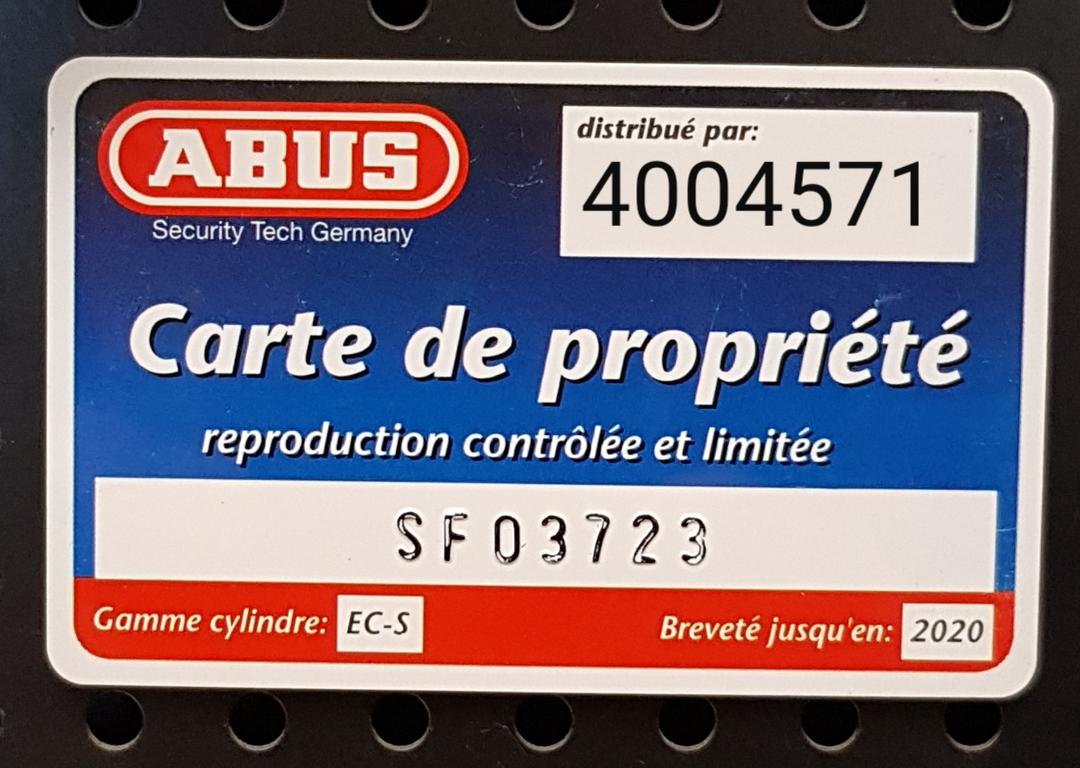 ABUS
Security Tech Germany
distribué par:
4004571
Carte de propriété
reproduction contrôlée et limitée
SF03723
Gamme cylindre: EC-S
Breveté jusqu'en: 2020